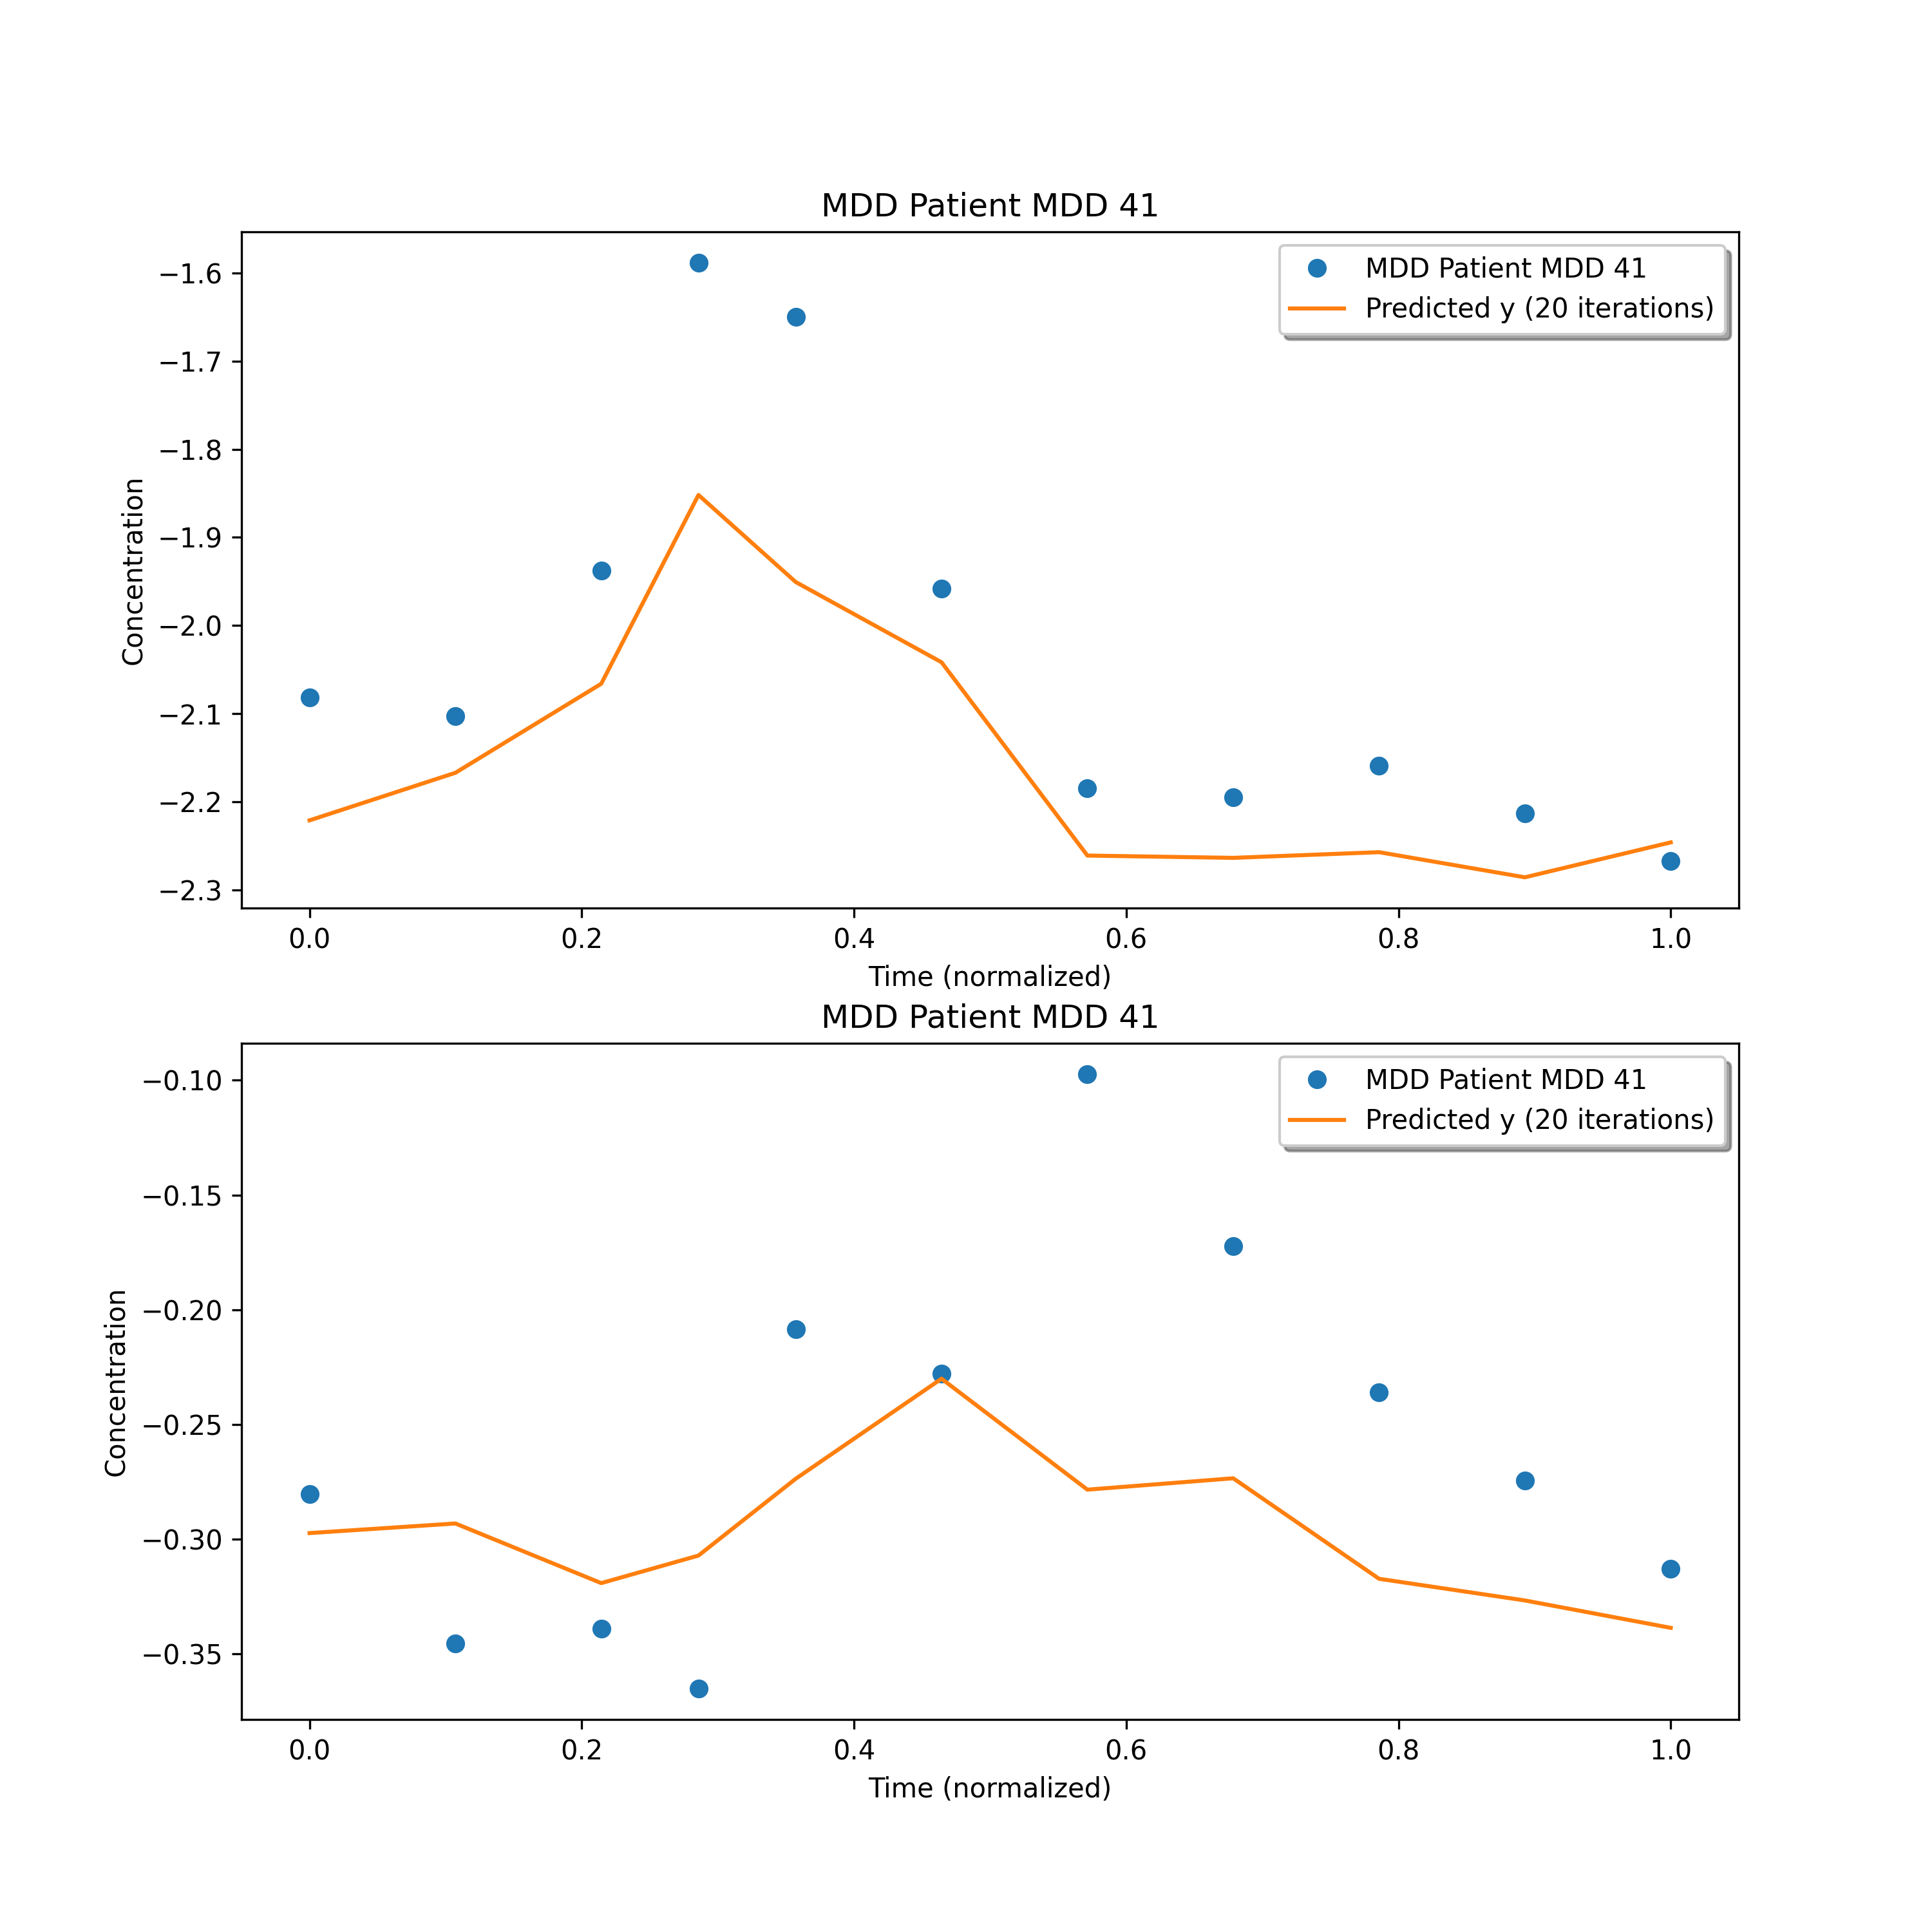 MDD Patient MDD 41
MDD Patient MDD 41
Predicted y (20 iterations)
−1.6
−1.7
−1.8
−1.9
−2.0
−2.1
−2.2
−2.3
Concentration
0.0 0.2 0.4 0.6 0.8 1.0
Time (normalized)
MDD Patient MDD 41
MDD Patient MDD 41
Predicted y (20 iterations)
−0.10
−0.15
−0.20
−0.25
−0.30
−0.35
Concentration
0.0 0.2 0.4 0.6 0.8 1.0
Time (normalized)